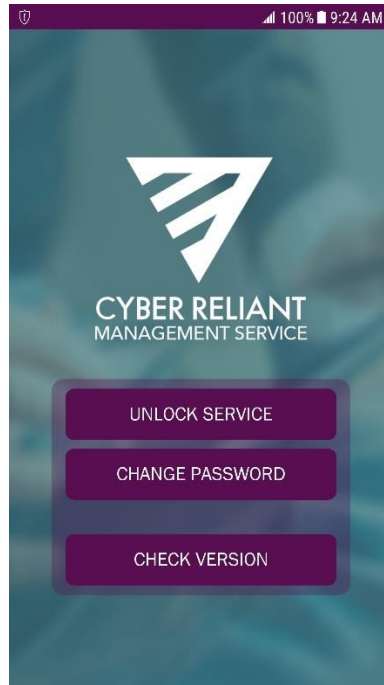 100% 9:24 AM
CYBER RELIANT
MANAGEMENT SERVICE
UNLOCK SERVICE
CHANGE PASSWORD
CHECK VERSION